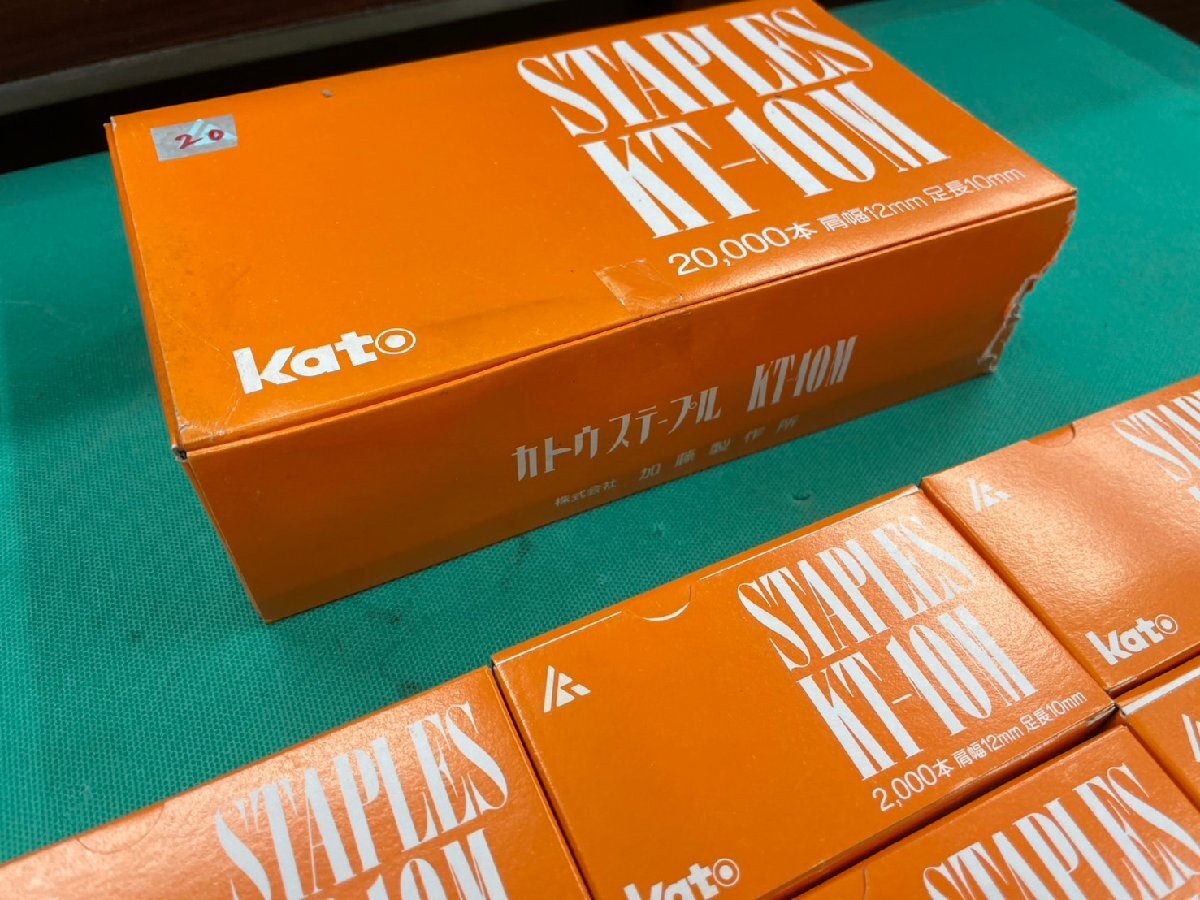 20
STAPLES
KT-10M
20,000本 肩幅12mm 足長10mm
Kato
カトウステープル KT-10M
株式会社 加藤製作所
STAPLES
KT-10M
2,000本 肩幅12mm 足長10mm
Kato
STAPLES
Kato
STAPLES
-10M
STAPLES